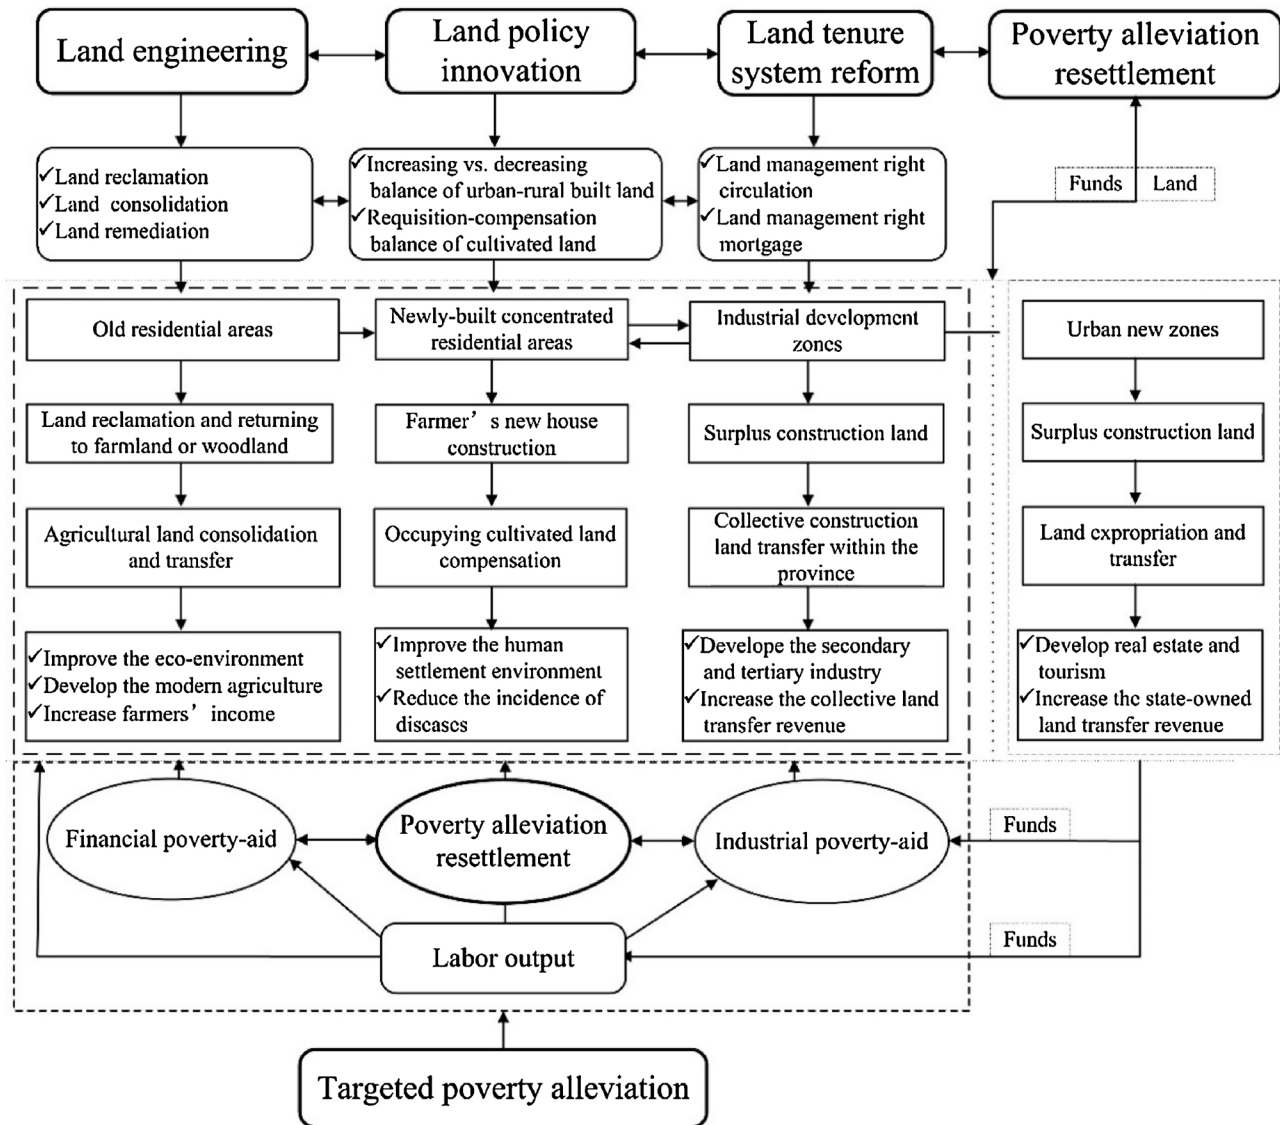 Land engineering
Land policy
innovation
Land tenure
system reform
Poverty alleviation
resettlement
✓Land reclamation
✓Land consolidation
✓Land remediation
✓Increasing vs. decreasing
balance of urban-rural built land
✓Requisition-compensation
balance of cultivated land
✓Land management right
circulation
✓Land management right
mortgage
Funds
Land
Old residential areas
Newly-built concentrated
residential areas
Industrial development
zones
Urban new zones
Land reclamation and returning
to farmland or woodland
Farmer’s new house
construction
Surplus construction land
Surplus construction land
Agricultural land consolidation
and transfer
Occupying cultivated land
compensation
Collective construction
land transfer within the
province
Land expropriation and
transfer
✓Improve the eco-environment
✓Develop the modern agriculture
✓Increase farmers’ income
✓Improve the human
settlement environment
✓Reduce the incidence of
diseases
✓Develope the secondary
and tertiary industry
✓Increase the collective land
transfer revenue
✓Develop real estate and
tourism
✓Increase the state-owned
land transfer revenue
Financial poverty-aid
Poverty alleviation
resettlement
Industrial poverty-aid
Funds
Labor output
Funds
Targeted poverty alleviation